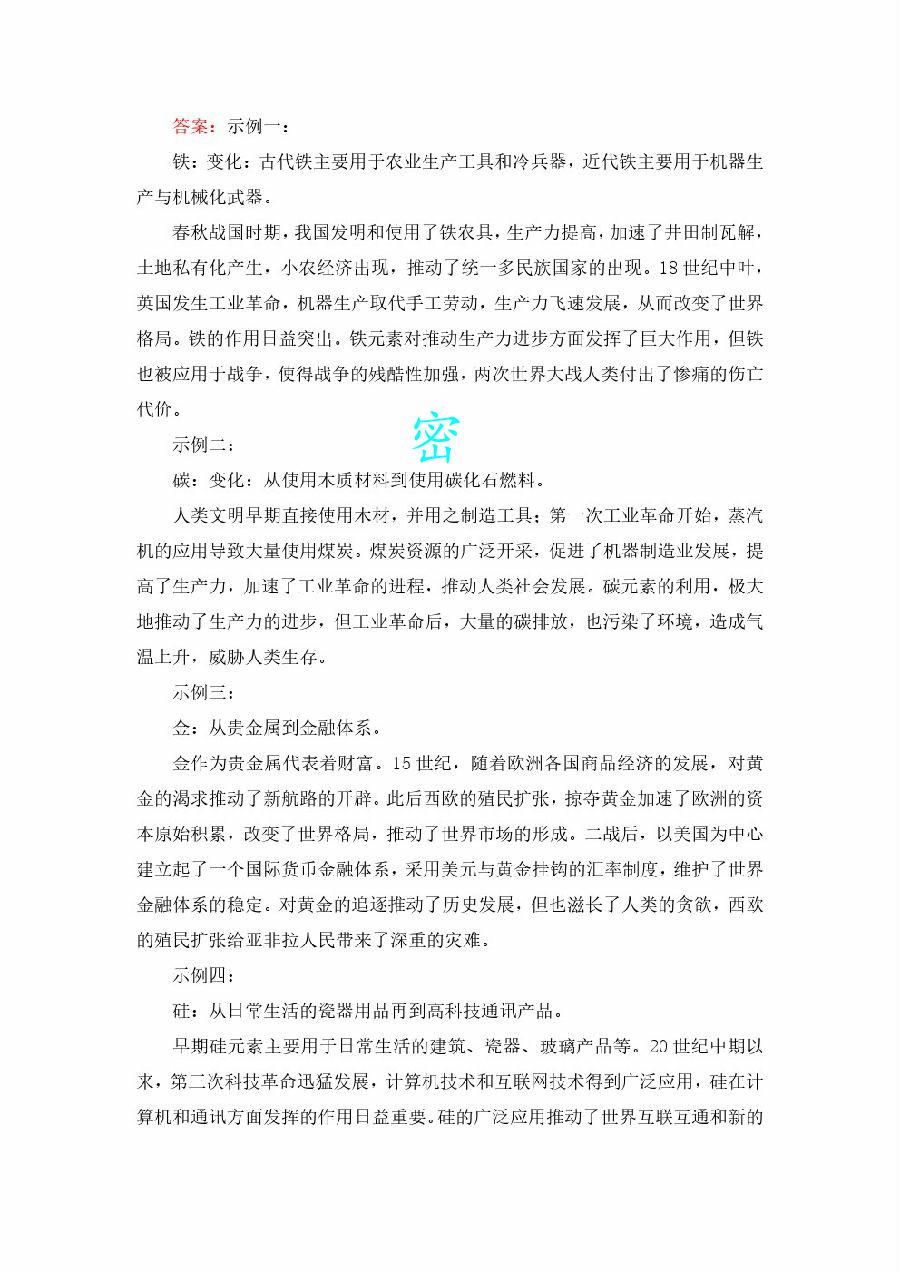 答案：示例一：
铁：变化：古代铁主要用于农业生产工具和冷兵器，近代铁主要用于机器生
产与机械化武器。
春秋战国时期，我国发明和使用了铁农具，生产力提高，加速了井田制瓦解，
土地私有化产生，小农经济出现，推动了统一多民族国家的出现。18世纪中叶，
英国发生工业革命，机器生产取代手工劳动，生产力飞速发展，从而改变了世界
格局。铁的作用日益突出。铁元素对推动生产力进步方面发挥了巨大作用，但铁
也被应用于战争，使得战争的残酷性加强，两次世界大战人类付出了惨痛的伤亡
代价。
密
示例二：
碳：变化：从使用木质材料到使用碳化石燃料。
人类文明早期直接使用木材，并用之制造工具；第一次工业革命开始，蒸汽
机的应用导致大量使用煤炭。煤炭资源的广泛开采，促进了机器制造业发展，提
高了生产力，加速了工业革命的进程，推动人类社会发展。碳元素的利用，极大
地推动了生产力的进步，但工业革命后，大量的碳排放，也污染了环境，造成气
温上升，威胁人类生存。
示例三：
金：从贵金属到金融体系。
金作为贵金属代表着财富。15世纪，随着欧洲各国商品经济的发展，对黄
金的渴求推动了新航路的开辟。此后西欧的殖民扩张，掠夺黄金加速了欧洲的资
本原始积累，改变了世界格局，推动了世界市场的形成。二战后，以美国为中心
建立起了一个国际货币金融体系，采用美元与黄金挂钩的汇率制度，维护了世界
金融体系的稳定。对黄金的追逐推动了历史发展，但也滋长了人类的贪欲，西欧
的殖民扩张给亚非拉人民带来了深重的灾难。
示例四：
硅：从日常生活的瓷器用品再到高科技通讯产品。
早期硅元素主要用于日常生活的建筑、瓷器、玻璃产品等。20世纪中期以
来，第三次科技革命迅猛发展，计算机技术和互联网技术得到广泛应用，硅在计
算机和通讯方面发挥的作用日益重要。硅的广泛应用推动了世界互联互通和新的